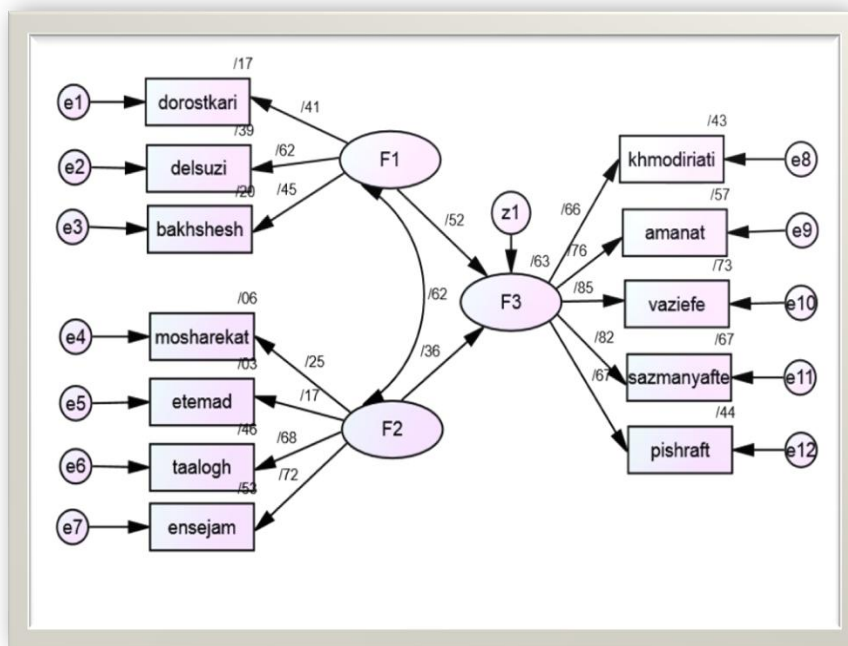 /17
e1
dorostkari
/41
/39
e2
delsuzi
/62
F1
/20
e3
bakhshesh
/45
/52
z1
/63
F3
/62
/06
e4
mosharekat
/25
/36
/03
e5
etemad
/17
F2
/46
e6
taalogh
/68
/53
e7
ensejam
/72
/43
khmodiriati
e8
/66
/57
amanat
e9
/76
/73
vaziefe
e10
/85
/67
sazmanyafte
e11
/82
/44
pishraft
e12
/67